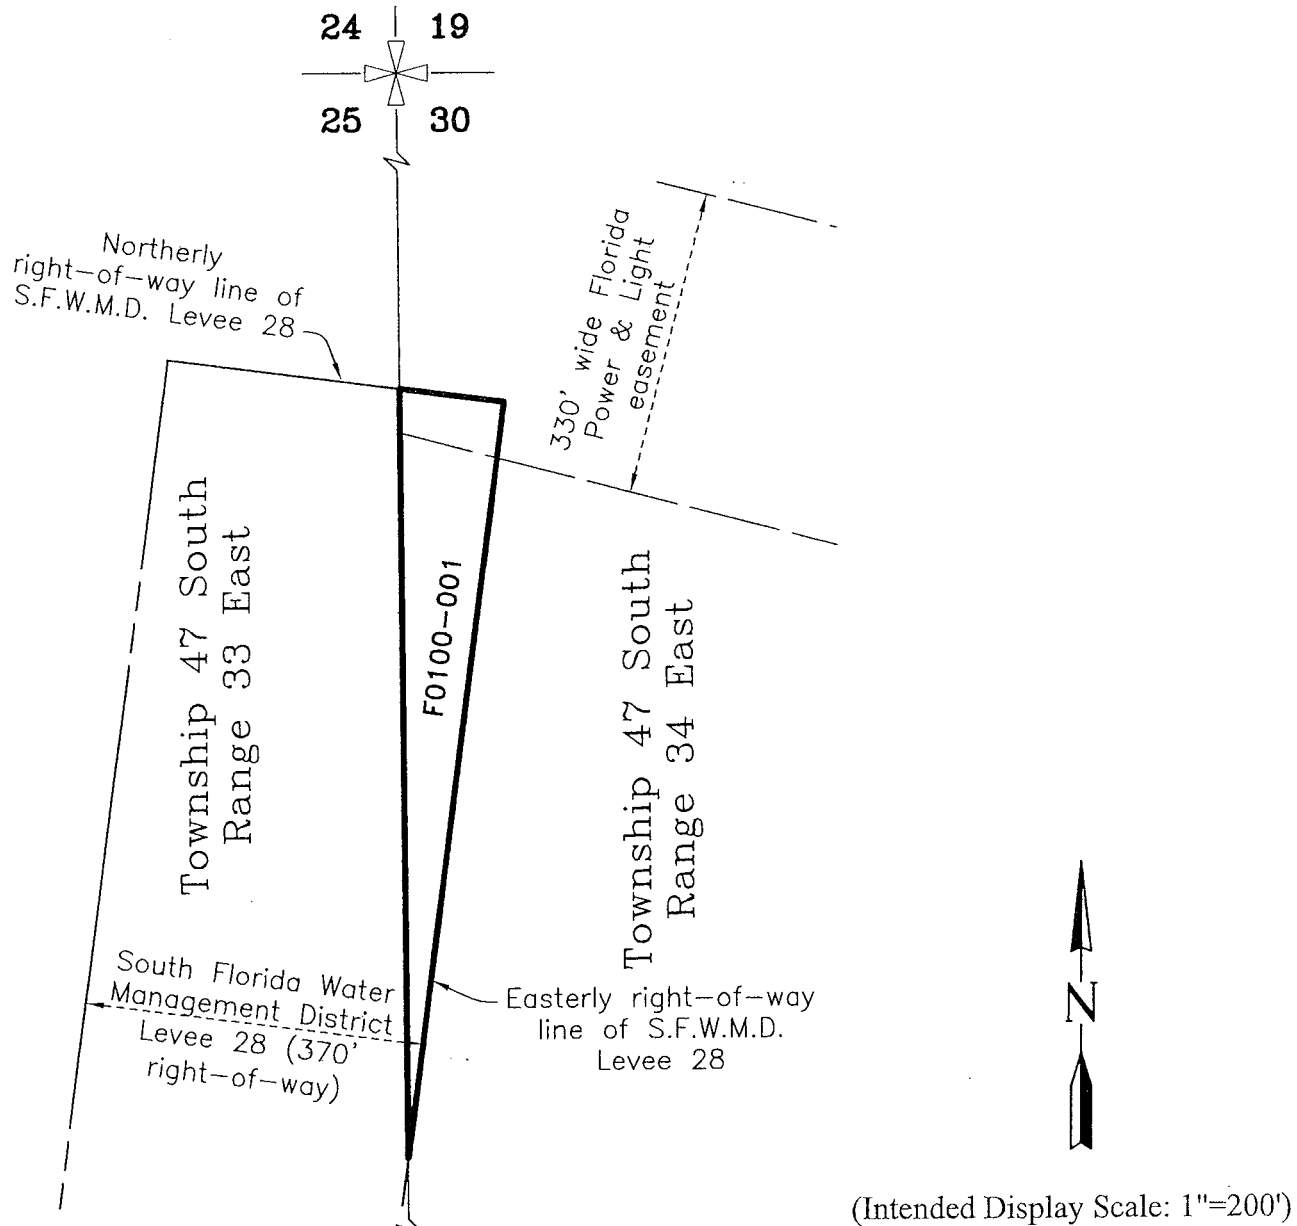 24 19
25 30
Northerly
right-of-way line of
S.F.W.M.D. Levee 28
330' wide Florida
Power & Light
easement
Township 47 South
Range 33 East
F0100-001
Township 47 South
Range 34 East
South Florida Water
Management District
Levee 28 (370'
right-of-way)
Easterly right-of-way
line of S.F.W.M.D.
Levee 28
N
(Intended Display Scale: 1"=200')